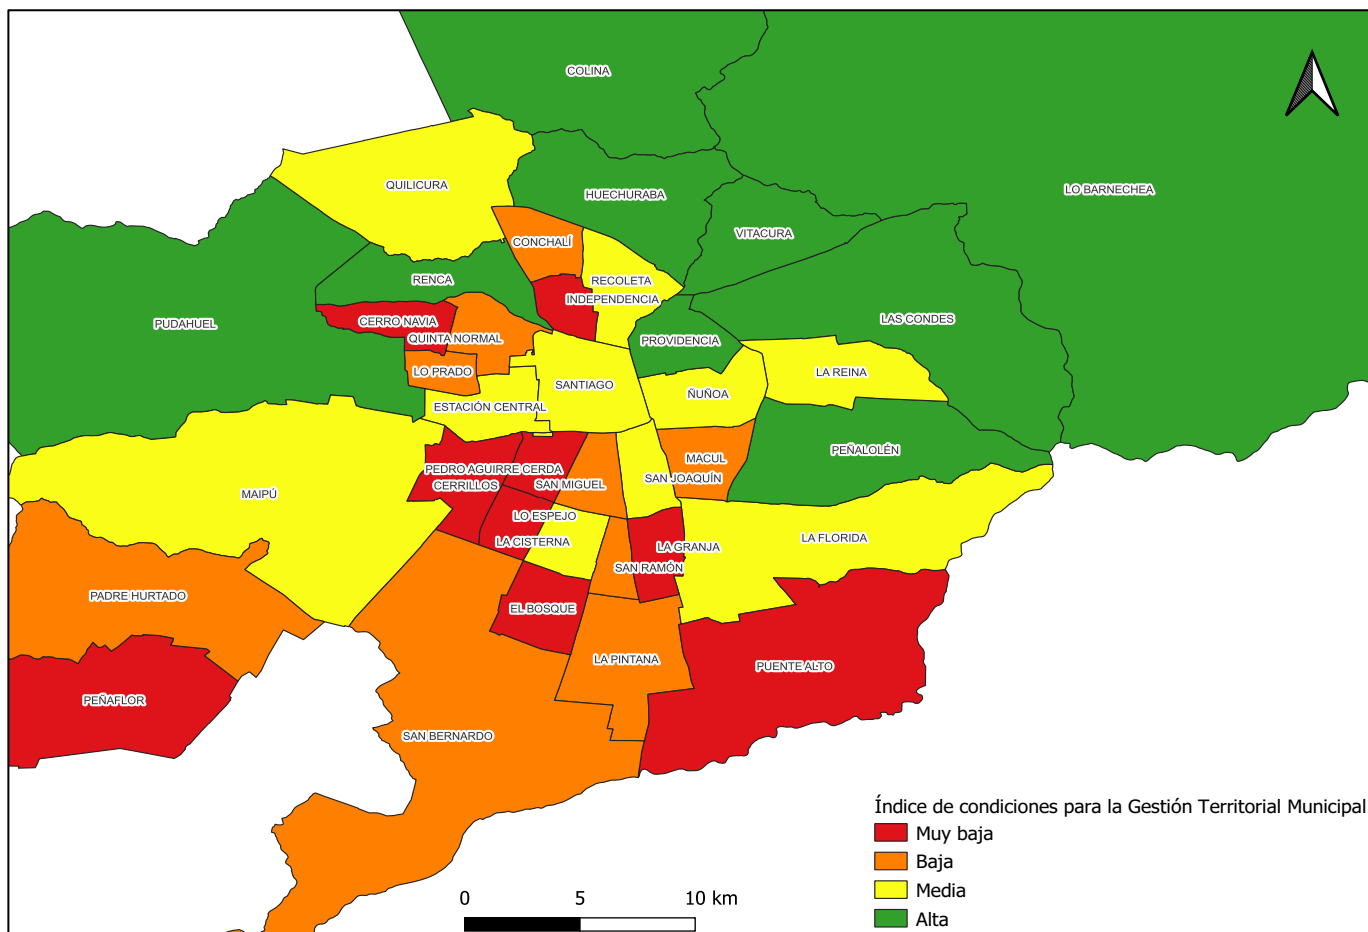 COLINA
LO BARNECHEA
QUILICURA
HUECHURABA
VITACURA
CONCHALÍ
RENCA
RECOLETA
INDEPENDENCIA
PUDAHUEL
CERRO NAVIA
LAS CONDES
QUINTA NORMAL
PROVIDENCIA
LO PRADO
LA REINA
SANTIAGO
ÑUÑOA
ESTACIÓN CENTRAL
PEÑALOLÉN
MACUL
PEDRO AGUIRRE CERDA
SAN JOAQUÍN
CERRILLOS
SAN MIGUEL
MAIPÚ
LO ESPEJO
LA FLORIDA
LA CISTERNA
LA GRANJA
SAN RAMÓN
PADRE HURTADO
EL BOSQUE
LA PINTANA
PUENTE ALTO
PEÑAFLOR
SAN BERNARDO
Índice de condiciones para la Gestión Territorial Municipal
Muy baja
Baja
Media
Alta
0 5 10 km